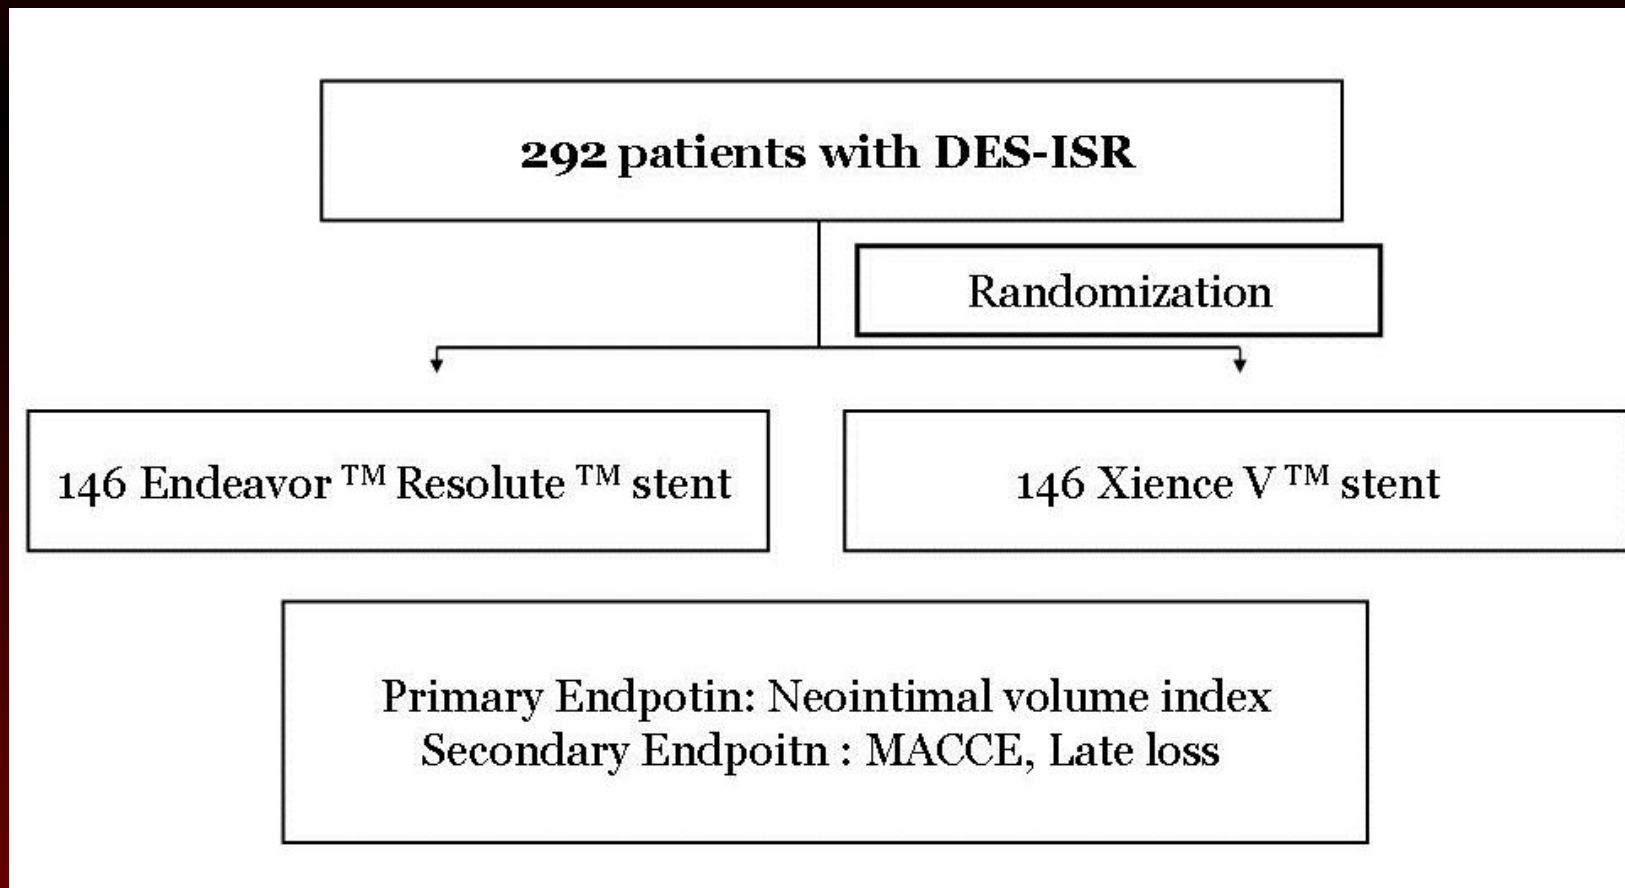 292 patients with DES-ISR
Randomization
146 Endeavor ™ Resolute ™ stent
146 Xience V ™ stent
Primary Endpotin: Neointimal volume index
Secondary Endpoitn : MACCE, Late loss